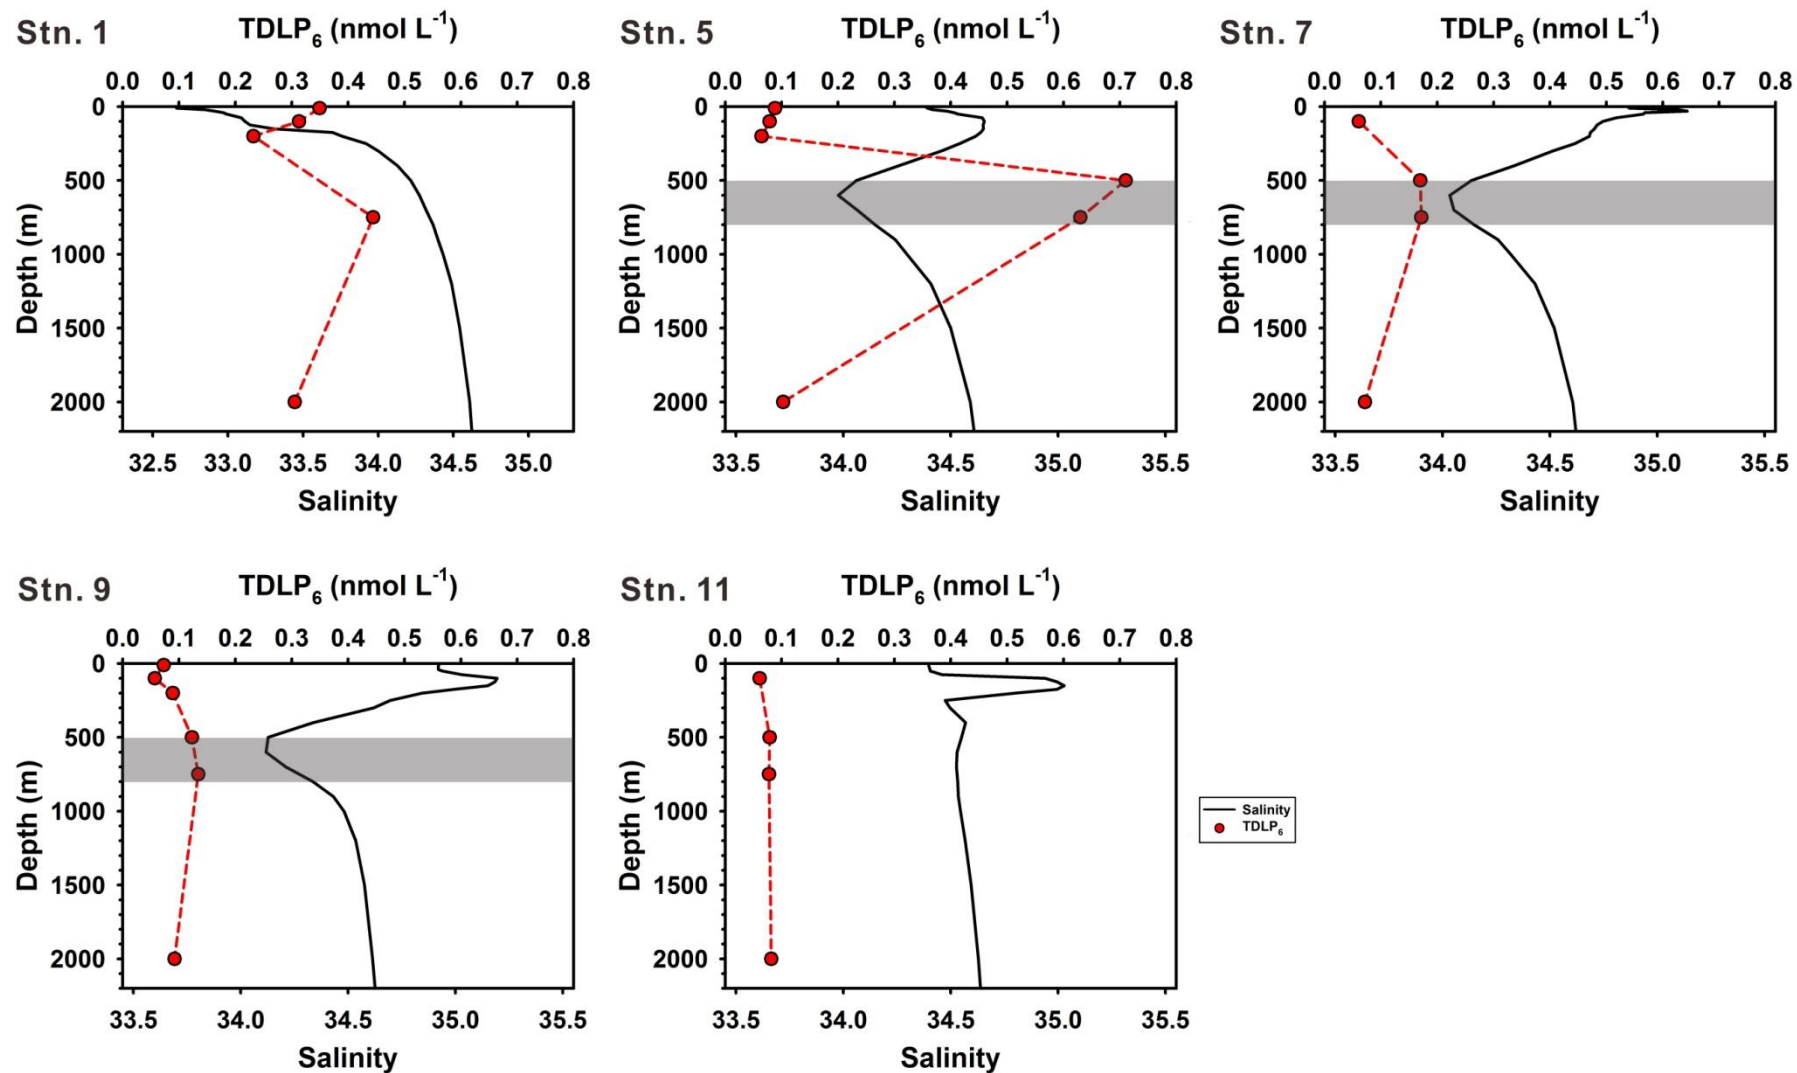 Stn. 1
TDLP6 (nmol L-1)
0.0 0.1 0.2 0.3 0.4 0.5 0.6 0.7 0.8
0
500
1000
1500
2000
Depth (m)
32.5 33.0 33.5 34.0 34.5 35.0
Salinity
Stn. 5
TDLP6 (nmol L-1)
0.0 0.1 0.2 0.3 0.4 0.5 0.6 0.7 0.8
0
500
1000
1500
2000
Depth (m)
33.5 34.0 34.5 35.0 35.5
Salinity
Stn. 7
TDLP6 (nmol L-1)
0.0 0.1 0.2 0.3 0.4 0.5 0.6 0.7 0.8
0
500
1000
1500
2000
Depth (m)
33.5 34.0 34.5 35.0 35.5
Salinity
Stn. 9
TDLP6 (nmol L-1)
0.0 0.1 0.2 0.3 0.4 0.5 0.6 0.7 0.8
0
500
1000
1500
2000
Depth (m)
33.5 34.0 34.5 35.0 35.5
Salinity
Stn. 11
TDLP6 (nmol L-1)
0.0 0.1 0.2 0.3 0.4 0.5 0.6 0.7 0.8
0
500
1000
1500
2000
Depth (m)
33.5 34.0 34.5 35.0 35.5
Salinity
Salinity
TDLP6